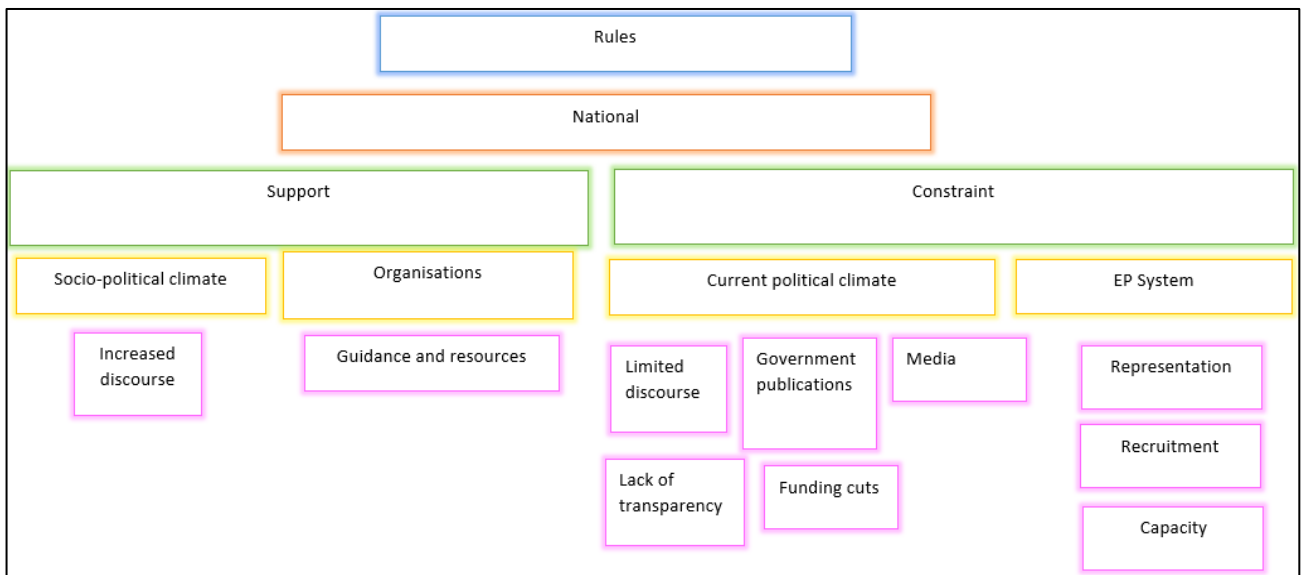 Rules
National
Support
Constraint
Socio-political climate
Organisations
Current political climate
EP System
Increased
discourse
Guidance and resources
Limited
discourse
Government
publications
Media
Representation
Recruitment
Lack of
transparency
Funding cuts
Capacity